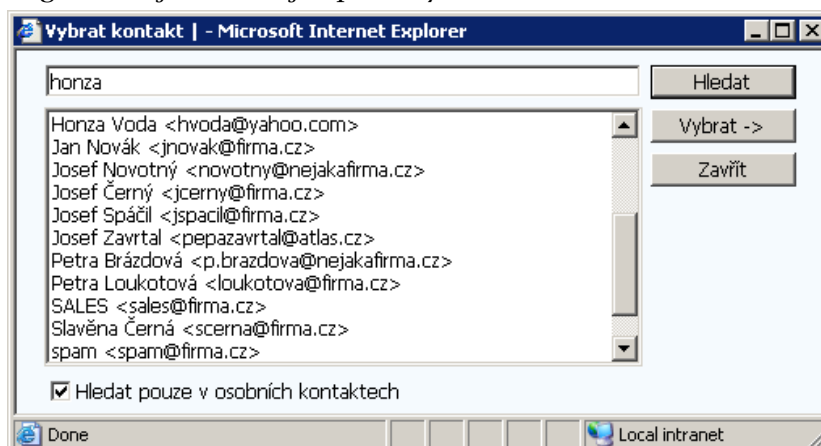 Vybrat kontakt | - Microsoft Internet Explorer
honza
Hledat
Honza Voda <hvoda@yahoo.com>
Vybrat ->
Jan Novák <jnovak@firma.cz>
Josef Novotný <novotny@nejakafirma.cz>
Zavřít
Josef Černý <jcerny@firma.cz>
Josef Spáčil <jspacil@firma.cz>
Josef Zavrtal <pepazavrtal@atlas.cz>
Petra Brázdová <p.brazdova@nejakafirma.cz>
Petra Loukotová <loukotova@firma.cz>
SALES <sales@firma.cz>
Slavěna Černá <scerna@firma.cz>
spam <spam@firma.cz>
Hledat pouze v osobních kontaktech
Done
Local intranet